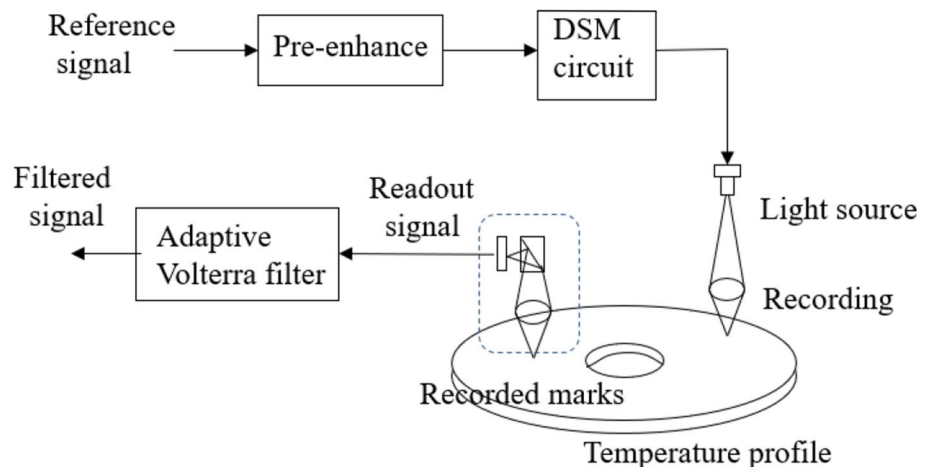 Reference
signal
Pre-enhance
DSM
circuit
Light source
Recording
Filtered
signal
Adaptive
Volterra filter
Readout
signal
Recorded marks
Temperature profile